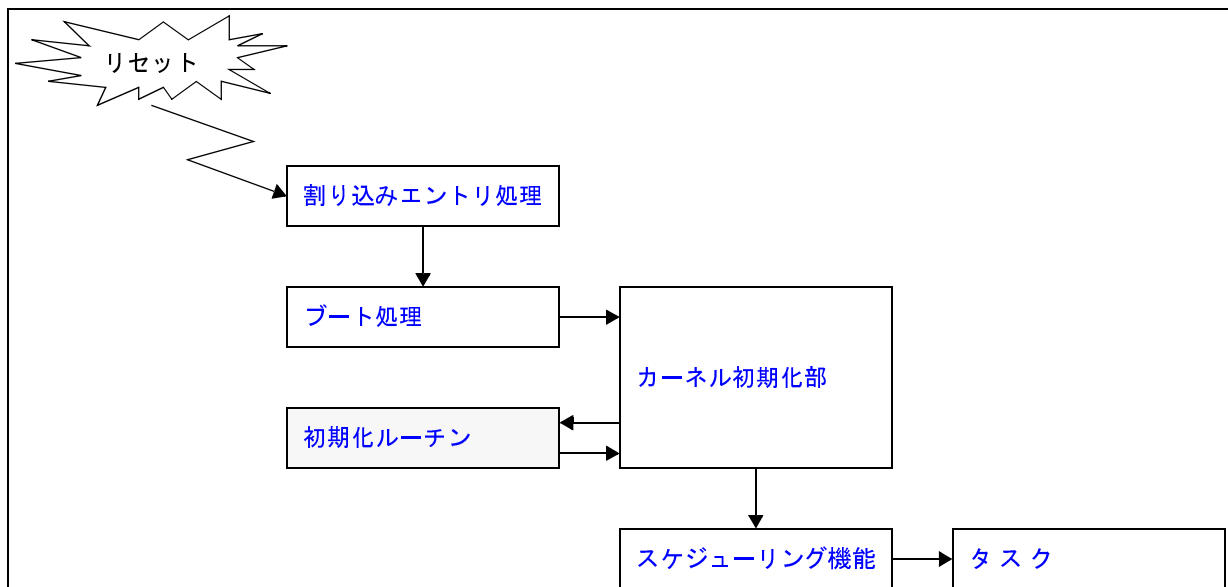 リセット
割り込みエントリ処理
ブート処理
カーネル初期化部
初期化ルーチン
スケジューリング機能
タスク